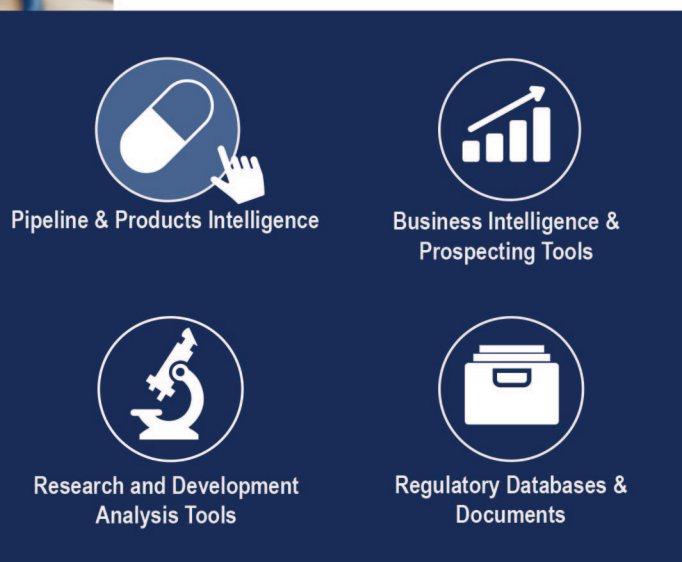 Pipeline & Products Intelligence
Business Intelligence &
Prospecting Tools
Research and Development
Analysis Tools
Regulatory Databases &
Documents